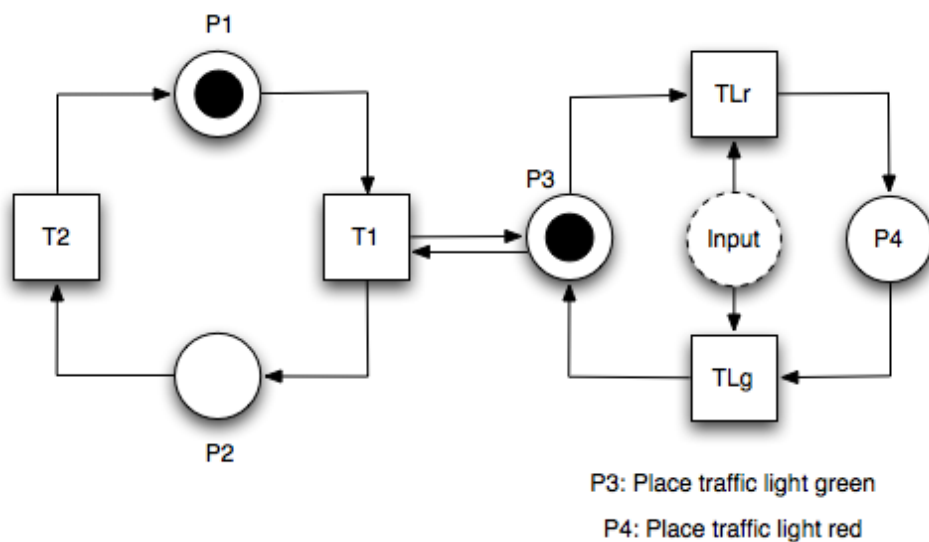 P1
TLr
P3
T2
T1
Input
P4
TLg
P2
P3: Place traffic light green
P4: Place traffic light red